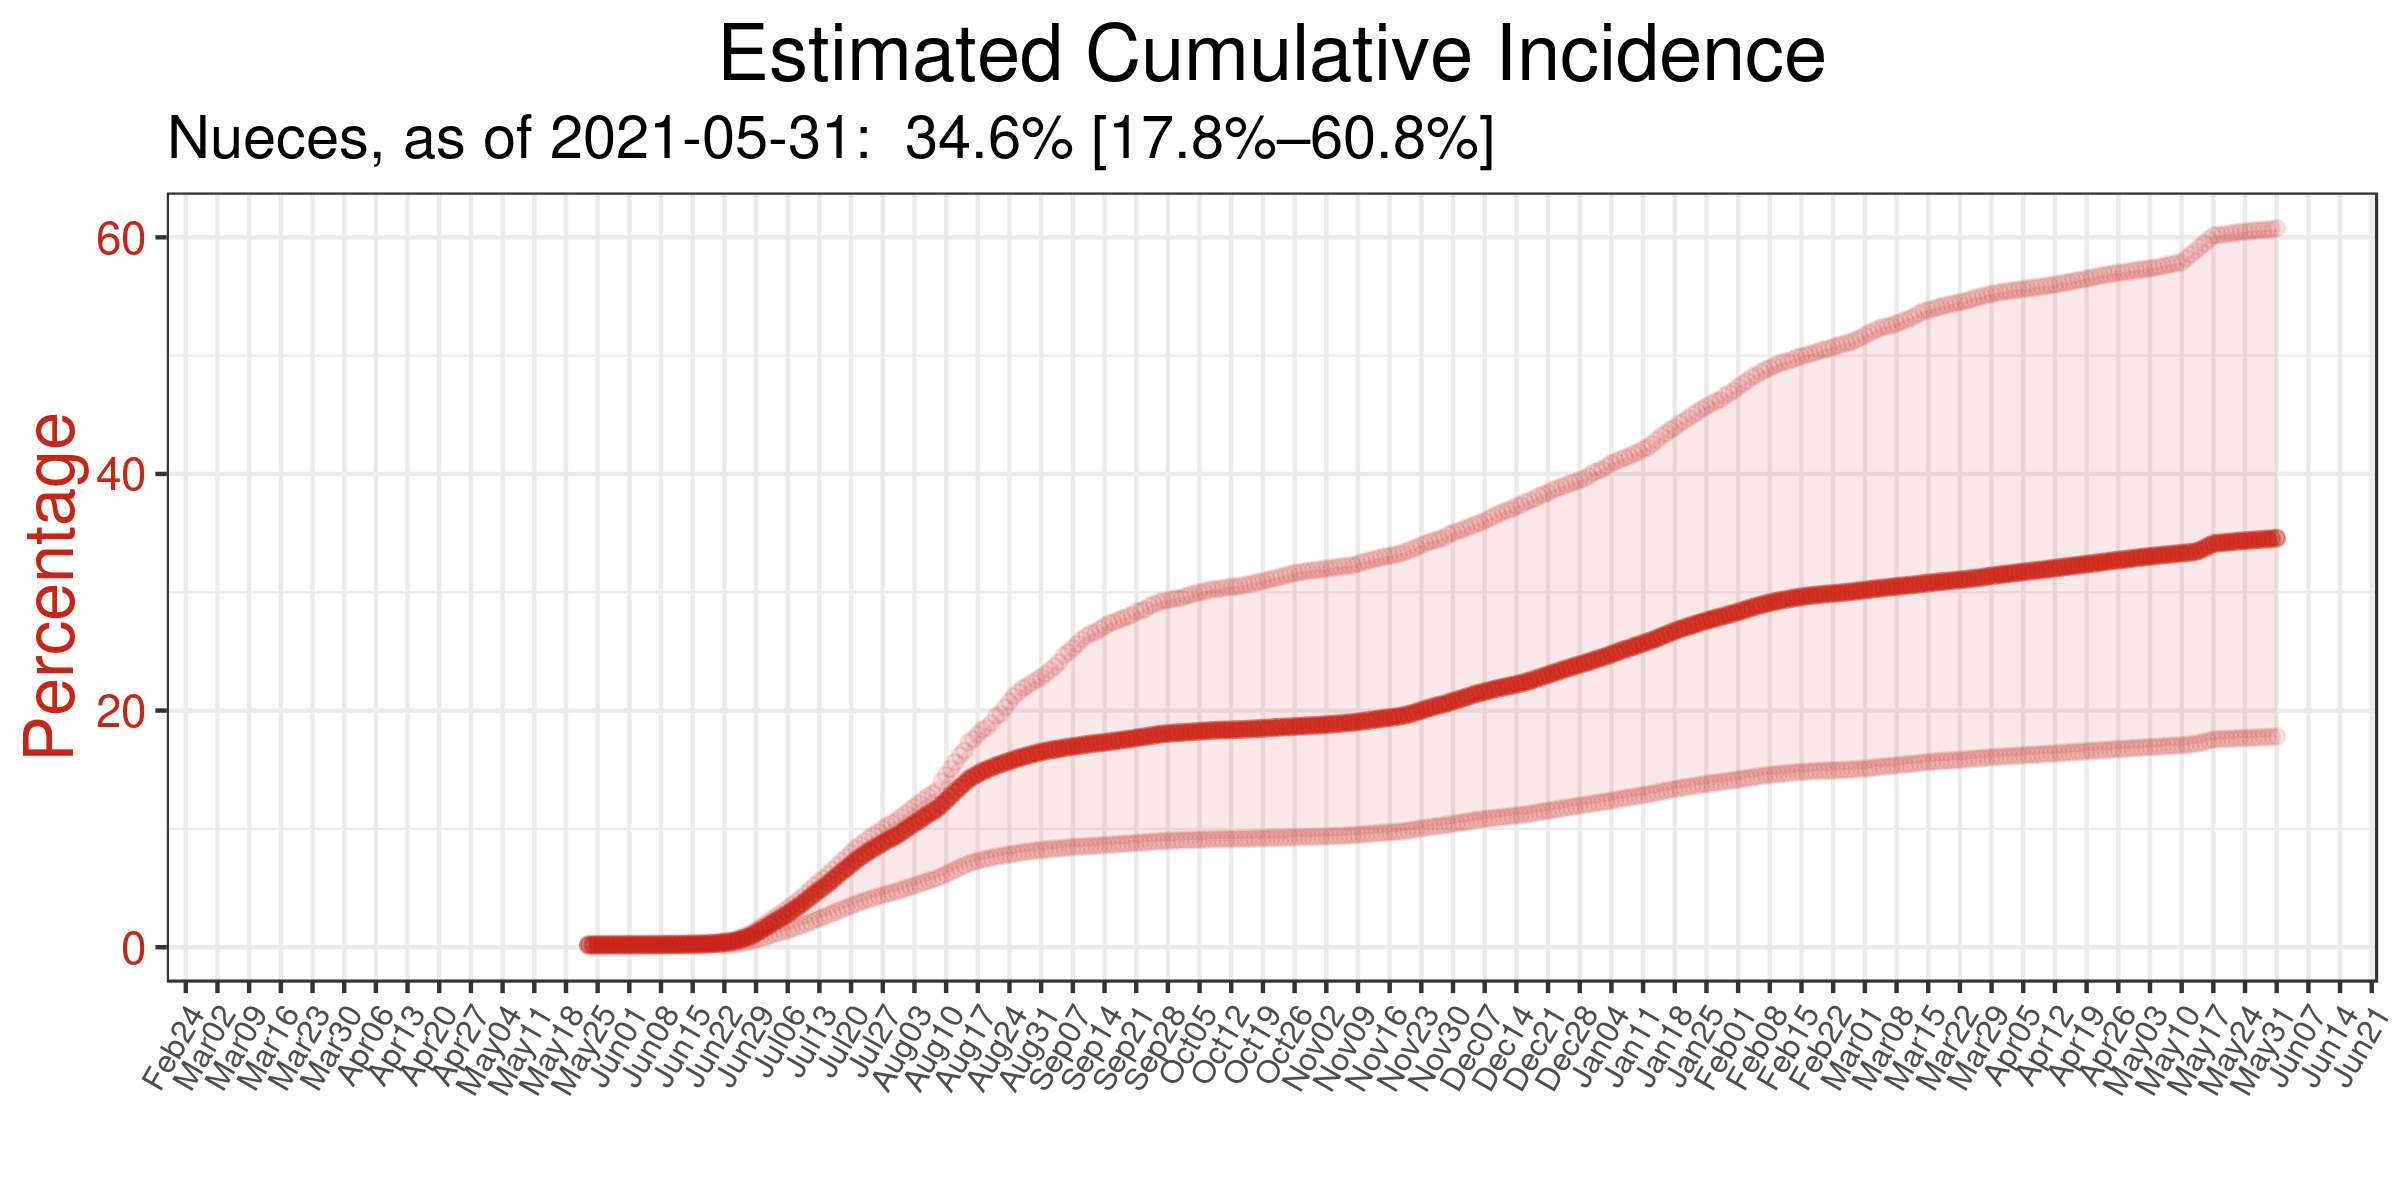 Estimated Cumulative Incidence
Nueces, as of 2021-05-31:  34.6% [17.8%–60.8%]
Percentage
60
40
20
0
Feb24
Mar02
Mar09
Mar16
Mar23
Mar30
Apr06
Apr13
Apr20
Apr27
May04
May11
May18
May25
Jun01
Jun08
Jun15
Jun22
Jun29
Jul06
Jul13
Jul20
Jul27
Aug03
Aug10
Aug17
Aug24
Aug31
Sep07
Sep14
Sep21
Sep28
Oct05
Oct12
Oct19
Oct26
Nov02
Nov09
Nov16
Nov23
Nov30
Dec07
Dec14
Dec21
Dec28
Jan04
Jan11
Jan18
Jan25
Feb01
Feb08
Feb15
Feb22
Mar01
Mar08
Mar15
Mar22
Mar29
Apr05
Apr12
Apr19
Apr26
May03
May10
May17
May24
May31
Jun07
Jun14
Jun21